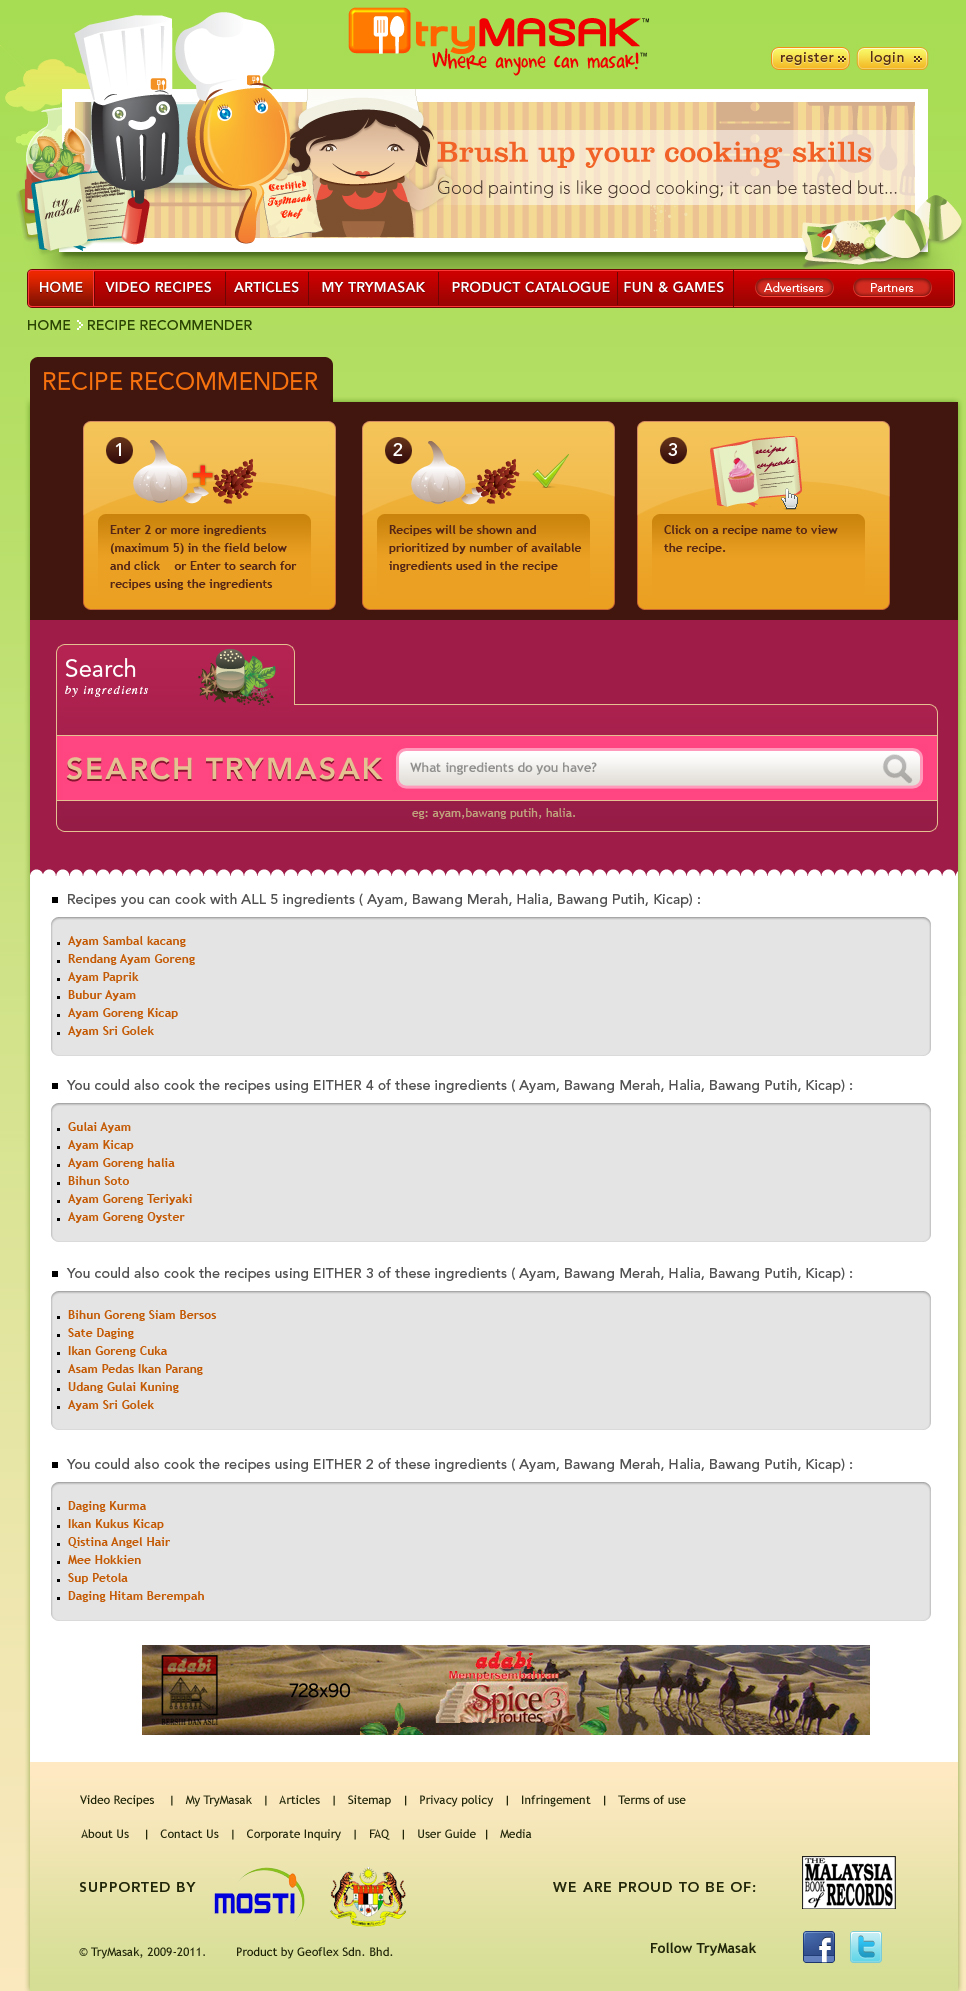 tryMASAK™
Where anyone can masak!™
register
login
Brush up your cooking skills
Good painting is like good cooking; it can be tasted but...
try
masak
Certified
TryMasak
Chef
HOME
VIDEO RECIPES
ARTICLES
MY TRYMASAK
PRODUCT CATALOGUE
FUN & GAMES
Advertisers
Partners
HOME
RECIPE RECOMMENDER
RECIPE RECOMMENDER
1
Enter 2 or more ingredients
(maximum 5) in the field below
and click or Enter to search for
recipes using the ingredients
2
Recipes will be shown and
prioritized by number of available
ingredients used in the recipe
3
recipes
cupcake
Click on a recipe name to view
the recipe.
Search
by ingredients
SEARCH TRYMASAK
What ingredients do you have?
eg: ayam,bawang putih, halia.
Recipes you can cook with ALL 5 ingredients ( Ayam, Bawang Merah, Halia, Bawang Putih, Kicap) :
Ayam Sambal kacang
Rendang Ayam Goreng
Ayam Paprik
Bubur Ayam
Ayam Goreng Kicap
Ayam Sri Golek
You could also cook the recipes using EITHER 4 of these ingredients ( Ayam, Bawang Merah, Halia, Bawang Putih, Kicap) :
Gulai Ayam
Ayam Kicap
Ayam Goreng halia
Bihun Soto
Ayam Goreng Teriyaki
Ayam Goreng Oyster
You could also cook the recipes using EITHER 3 of these ingredients ( Ayam, Bawang Merah, Halia, Bawang Putih, Kicap) :
Bihun Goreng Siam Bersos
Sate Daging
Ikan Goreng Cuka
Asam Pedas Ikan Parang
Udang Gulai Kuning
Ayam Sri Golek
You could also cook the recipes using EITHER 2 of these ingredients ( Ayam, Bawang Merah, Halia, Bawang Putih, Kicap) :
Daging Kurma
Ikan Kukus Kicap
Qistina Angel Hair
Mee Hokkien
Sup Petola
Daging Hitam Berempah
adabi
BERSIH DAN ASLI
728x90
adabi
Mempersembahkan
Spice
routes 3
Video Recipes | My TryMasak | Articles | Sitemap | Privacy policy | Infringement | Terms of use
About Us | Contact Us | Corporate Inquiry | FAQ | User Guide | Media
SUPPORTED BY
MOSTI
WE ARE PROUD TO BE OF:
THE
MALAYSIA
BOOK of RECORDS
© TryMasak, 2009-2011.
Product by Geoflex Sdn. Bhd.
Follow TryMasak